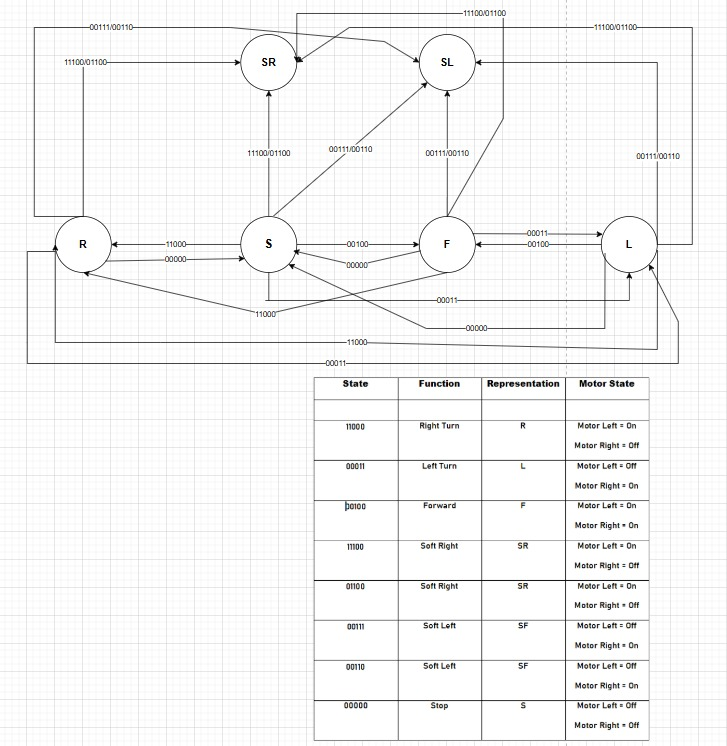 11100/01100
00111/00110
11100/01100
SR
SL
11100/01100
11100/01100
00111/00110
00111/00110
00111/00110
R
S
F
L
11000
00000
00100
00000
00011
00100
11000
00011
00000
11000
00011
State Function Representation Motor State
11000 Right Turn R Motor Left = On
Motor Right = Off
00011 Left Turn L Motor Left = Off
Motor Right = On
00100 Forward F Motor Left = On
Motor Right = On
11100 Soft Right SR Motor Left = On
Motor Right = Off
01100 Soft Right SR Motor Left = On
Motor Right = Off
00111 Soft Left SF Motor Left = Off
Motor Right = On
00110 Soft Left SF Motor Left = Off
Motor Right = On
00000 Stop S Motor Left = Off
Motor Right = Off